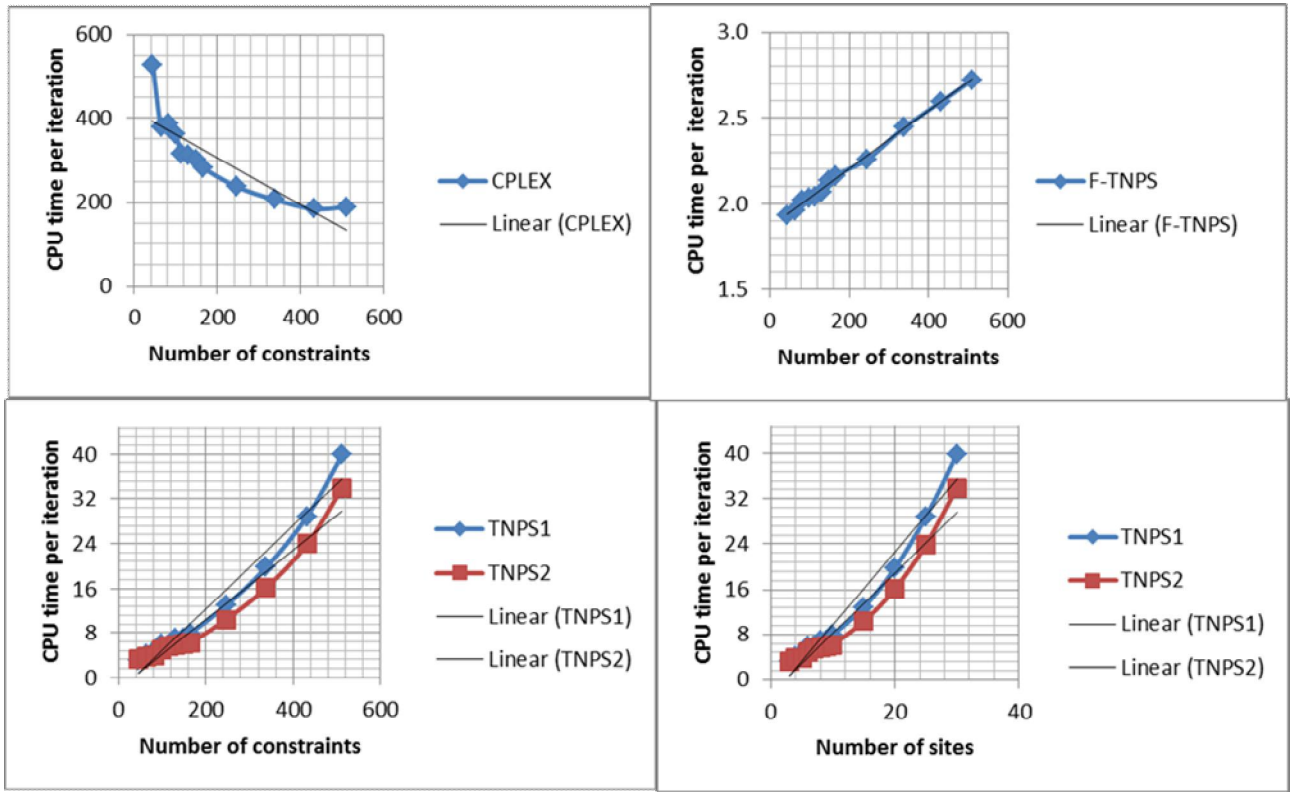 600
400
200
0
0
200
400
600
CPU time per iteration
Number of constraints
CPLEX
Linear (CPLEX)
3.0
2.5
2.0
1.5
0
200
400
600
CPU time per iteration
Number of constraints
F-TNPS
Linear (F-TNPS)
40
32
24
16
8
0
0
200
400
600
CPU time per iteration
Number of constraints
TNPS1
TNPS2
Linear (TNPS1)
Linear (TNPS2)
40
32
24
16
8
0
0
20
40
CPU time per iteration
Number of sites
TNPS1
TNPS2
Linear (TNPS1)
Linear (TNPS2)